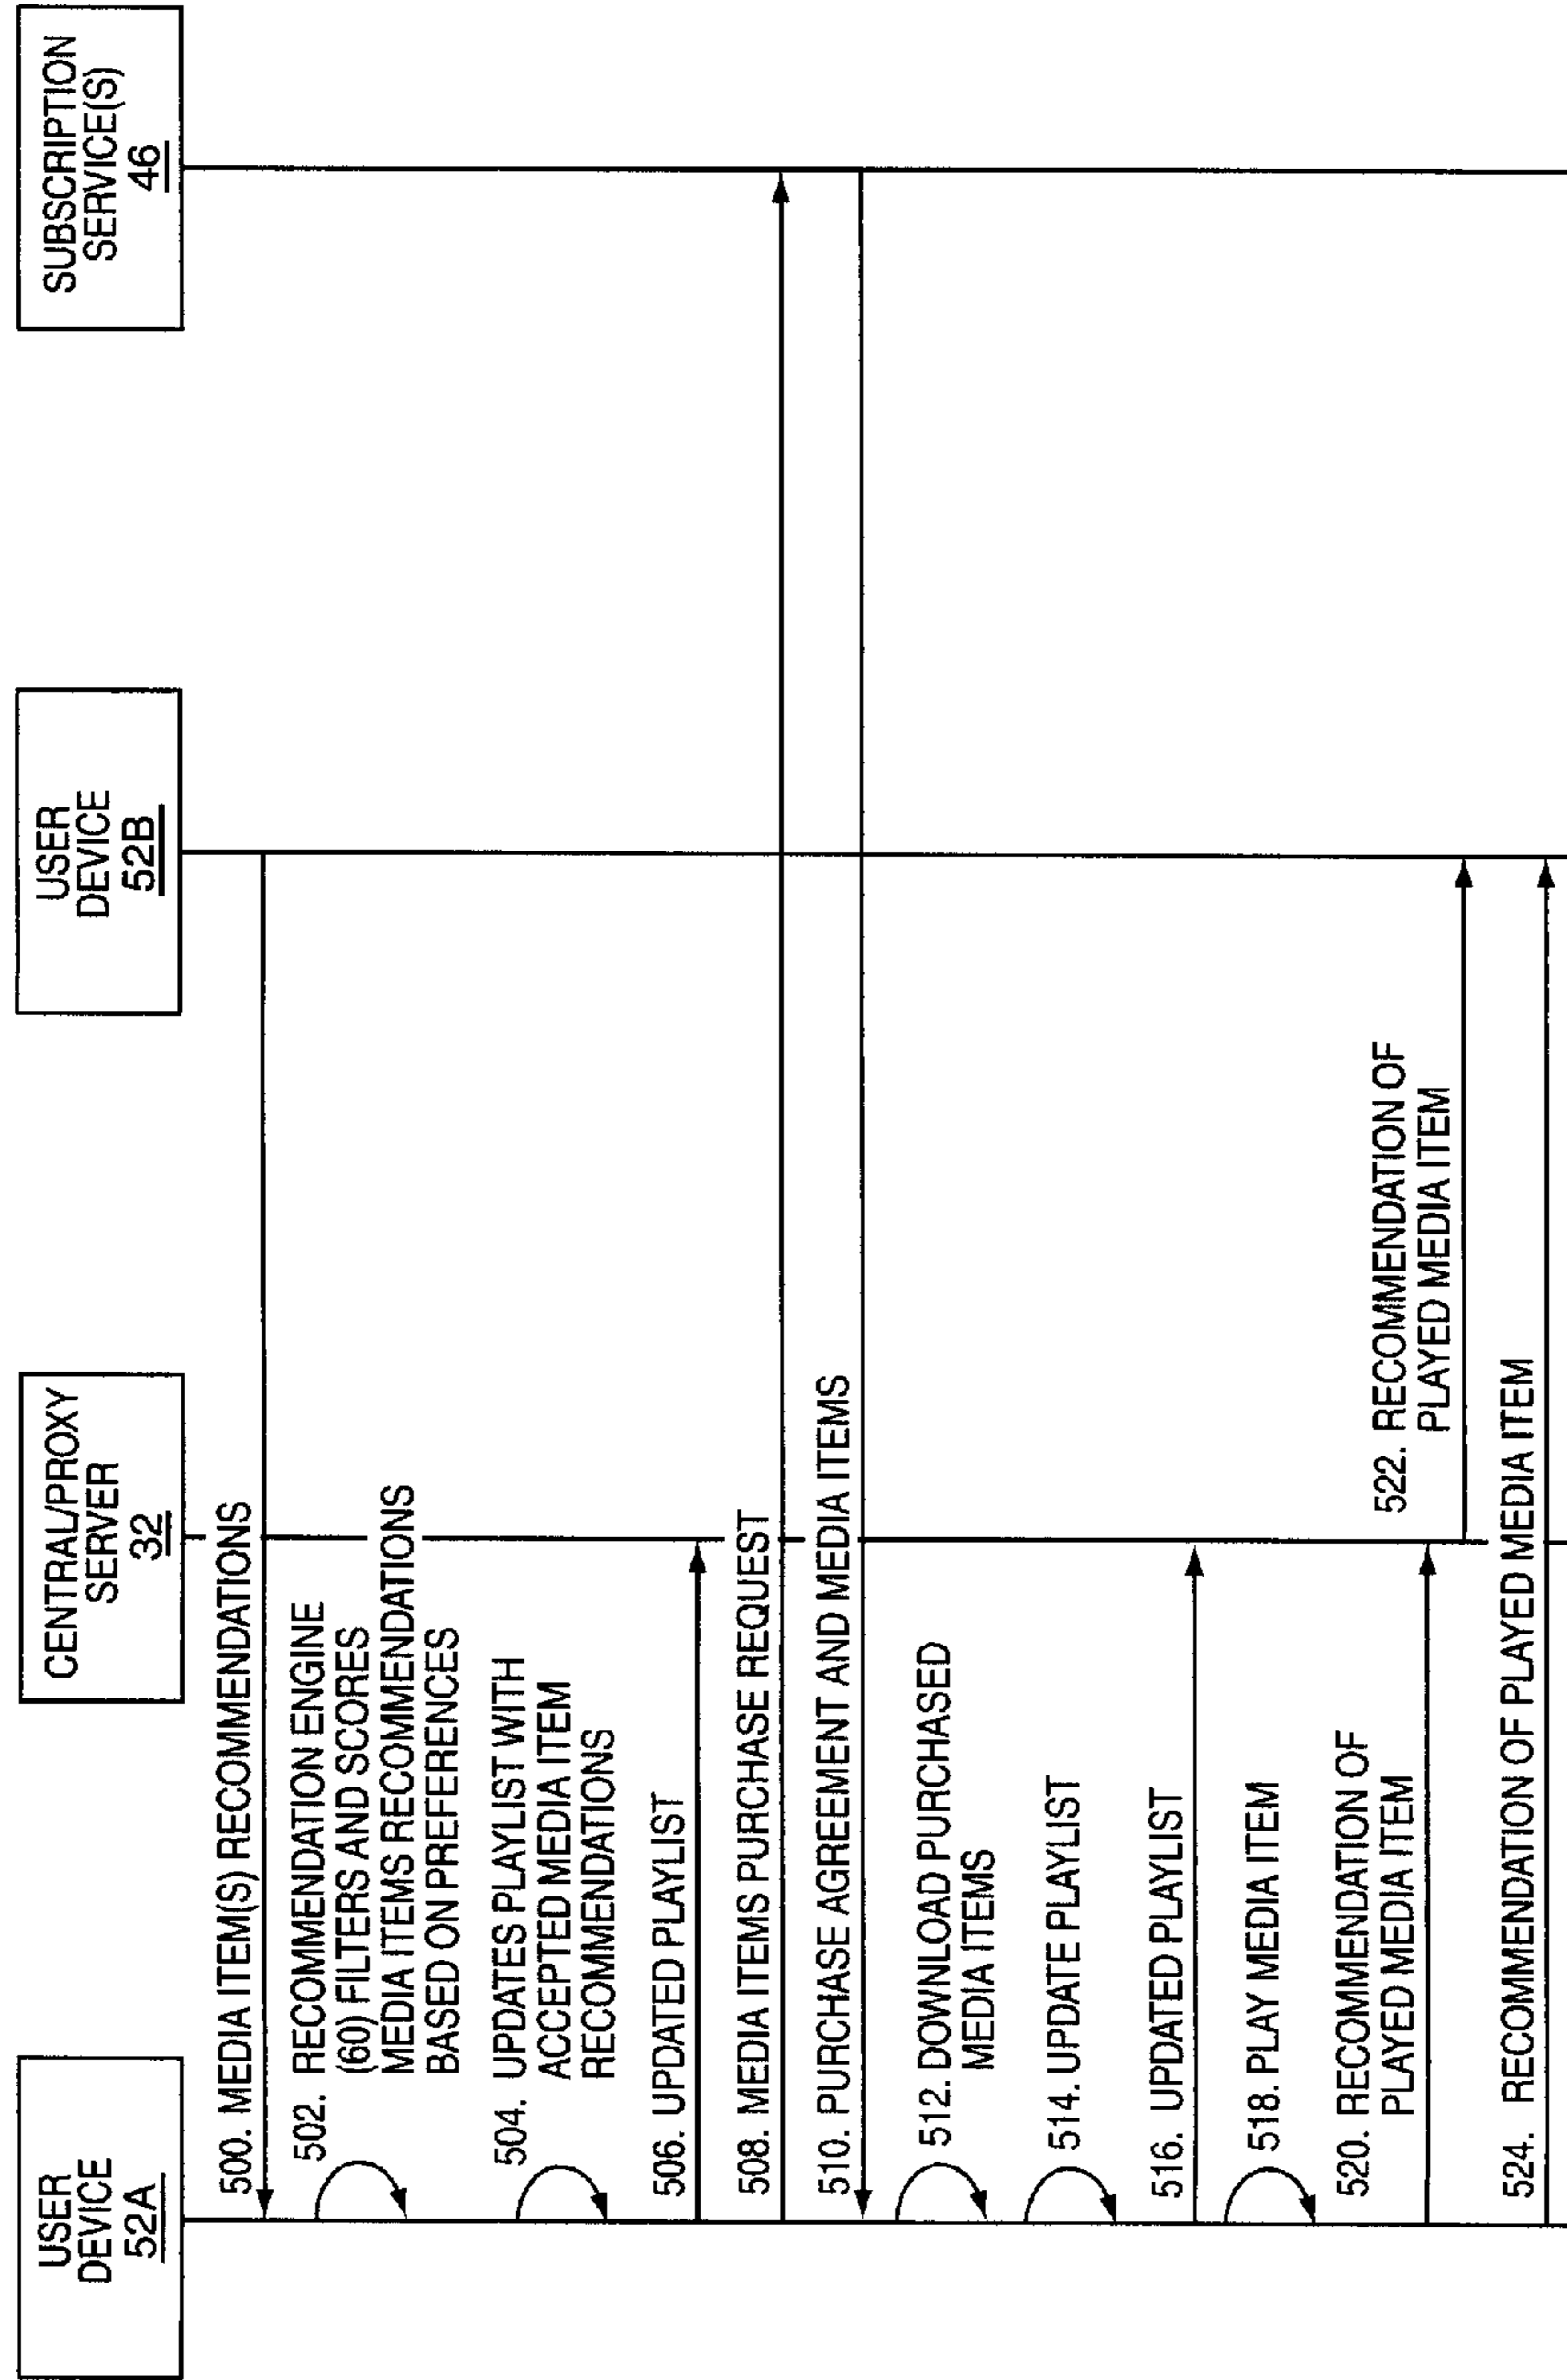 USER
DEVICE
52A
CENTRAL/PROXY
SERVER
32
USER
DEVICE
52B
SUBSCRIPTION
SERVICE(S)
46
500. MEDIA ITEM(S) RECOMMENDATIONS
502. RECOMMENDATION ENGINE
(60) FILTERS AND SCORES
MEDIA ITEMS RECOMMENDATIONS
BASED ON PREFERENCES
504. UPDATES PLAYLIST WITH
ACCEPTED MEDIA ITEM
RECOMMENDATIONS
506. UPDATED PLAYLIST
508. MEDIA ITEMS PURCHASE REQUEST
510. PURCHASE AGREEMENT AND MEDIA ITEMS
512. DOWNLOAD PURCHASED
MEDIA ITEMS
514. UPDATE PLAYLIST
516. UPDATED PLAYLIST
518. PLAY MEDIA ITEM
520. RECOMMENDATION OF
PLAYED MEDIA ITEM
522. RECOMMENDATION OF
PLAYED MEDIA ITEM
524. RECOMMENDATION OF PLAYED MEDIA ITEM